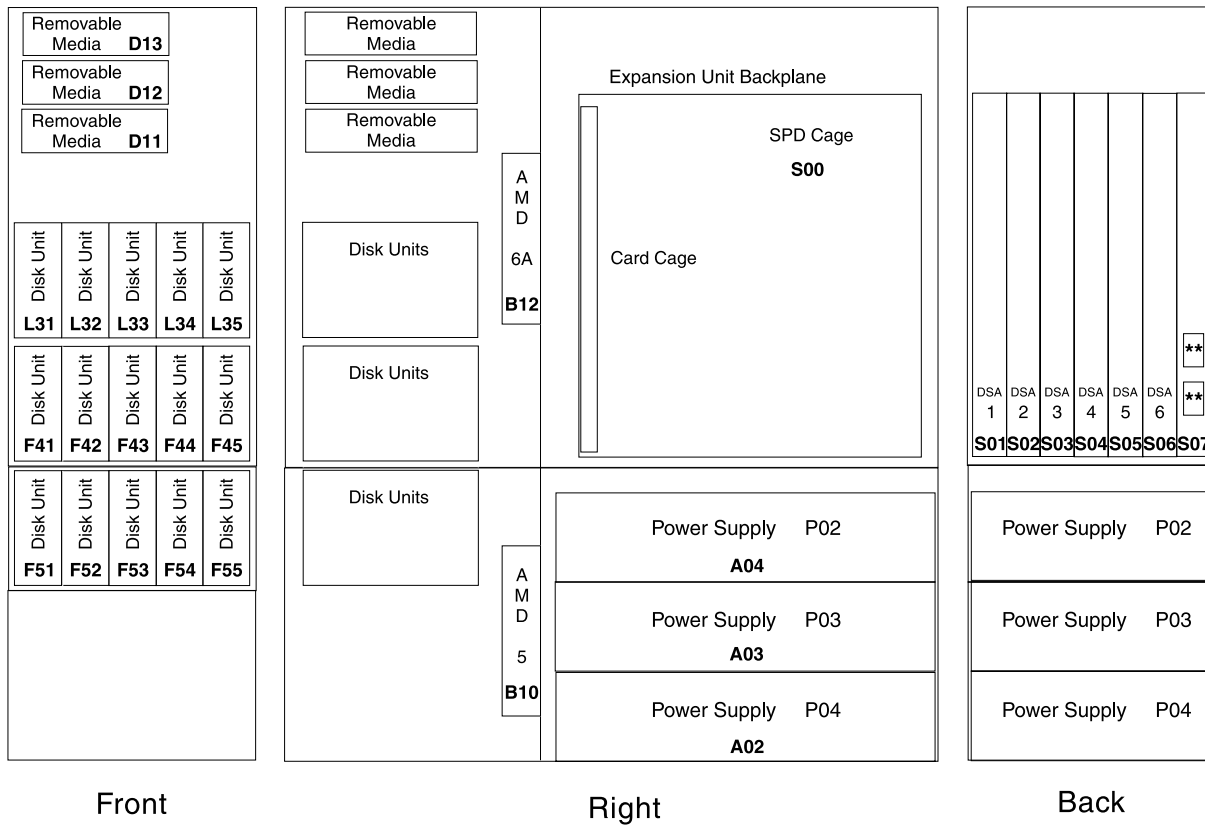 Removable
Media D13
Removable
Media D12
Removable
Media D11
Disk Unit Disk Unit Disk Unit Disk Unit Disk Unit
L31 L32 L33 L34 L35
Disk Unit Disk Unit Disk Unit Disk Unit Disk Unit
F41 F42 F43 F44 F45
Disk Unit Disk Unit Disk Unit Disk Unit Disk Unit
F51 F52 F53 F54 F55
Front
Removable
Media
Removable
Media
Removable
Media
Disk Units
Disk Units
Disk Units
A
M
D
6A
B12
A
M
D
5
B10
Expansion Unit Backplane
SPD Cage
S00
Card Cage
Power Supply P02
A04
Power Supply P03
A03
Power Supply P04
A02
Right
**
**
DSA DSA DSA DSA DSA DSA
1 2 3 4 5 6
S01 S02 S03 S04 S05 S06 S07
Power Supply P02
Power Supply P03
Power Supply P04
Back